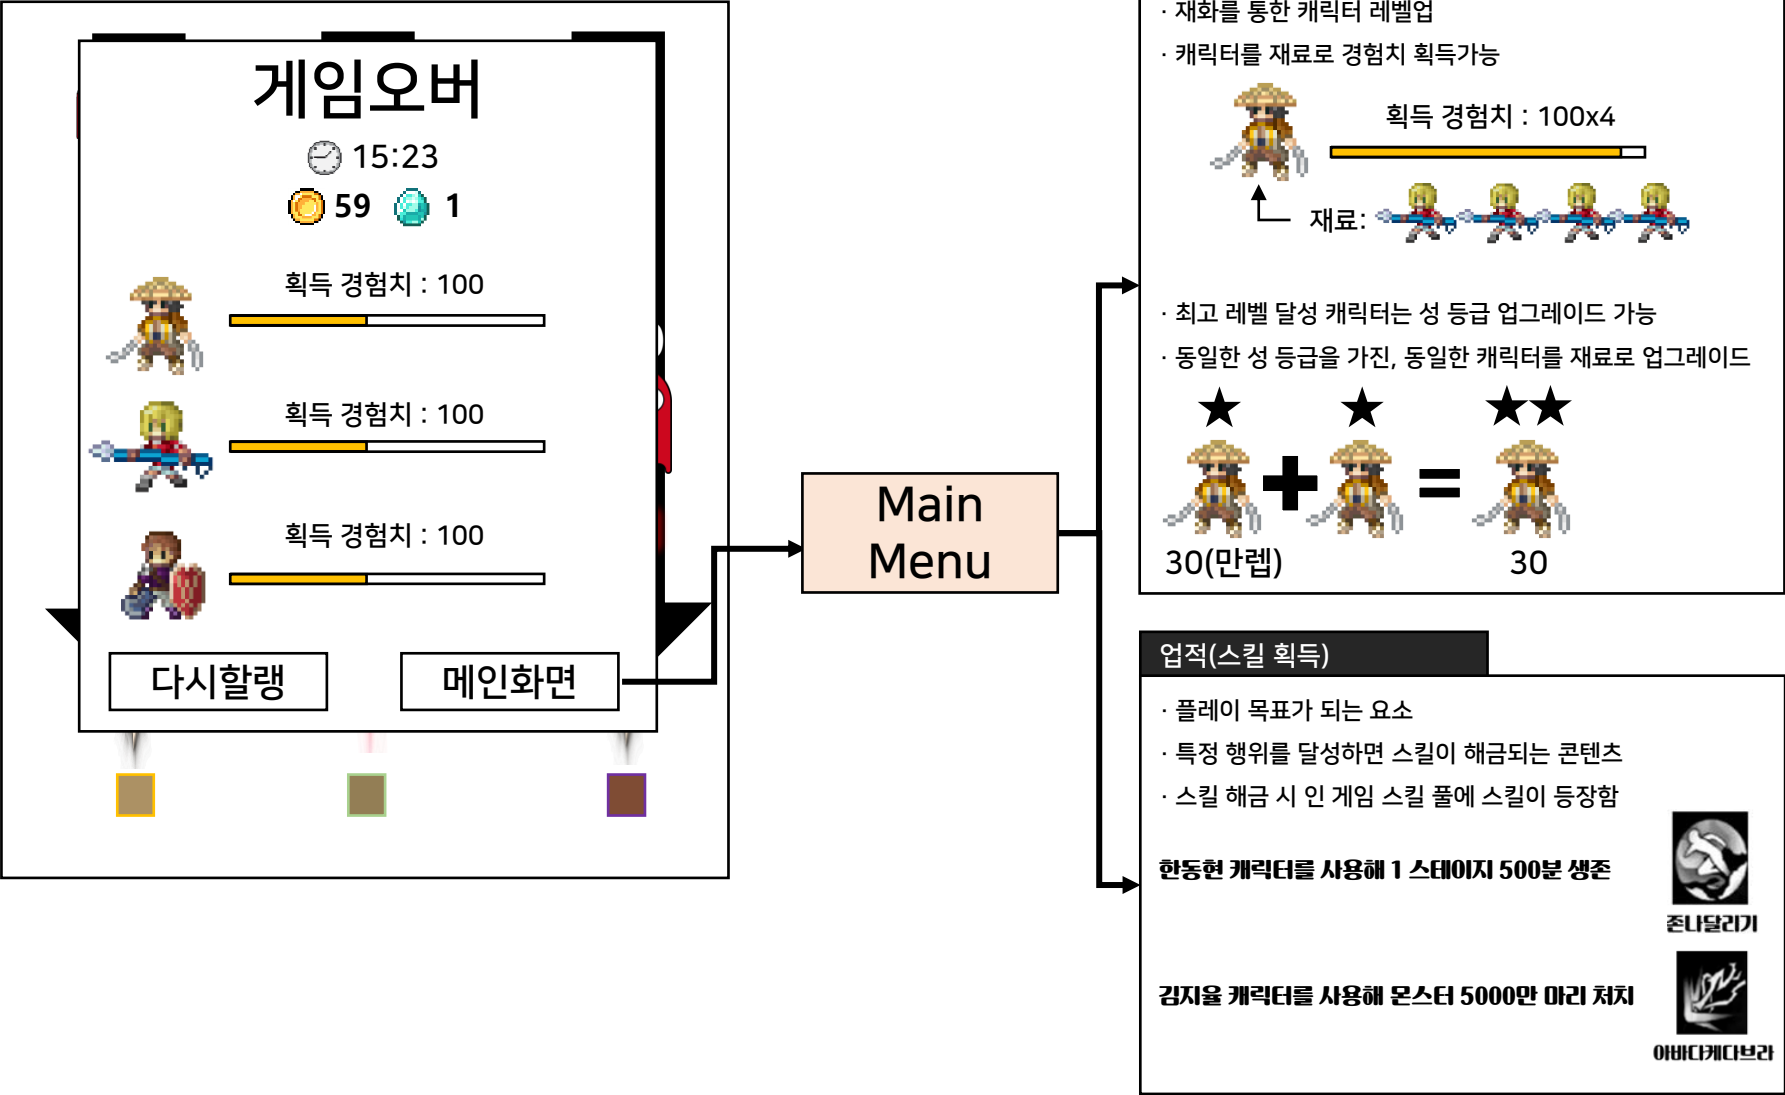 게임오버
15:23
59 1
획득 경험치 : 100
획득 경험치 : 100
획득 경험치 : 100
다시할랭
메인화면
Main
Menu
· 재화를 통한 캐릭터 레벨업
· 캐릭터를 재료로 경험치 획득가능
획득 경험치 : 100x4
재료:
· 최고 레벨 달성 캐릭터는 성 등급 업그레이드 가능
· 동일한 성 등급을 가진, 동일한 캐릭터를 재료로 업그레이드
30(만렙)
30
업적(스킬 획득)
· 플레이 목표가 되는 요소
· 특정 행위를 달성하면 스킬이 해금되는 콘텐츠
· 스킬 해금 시 인 게임 스킬 풀에 스킬이 등장함
한동현 캐릭터를 사용해 1 스테이지 500분 생존
존나달리기
김지율 캐릭터를 사용해 몬스터 5000만 마리 처치
아바다케다브라